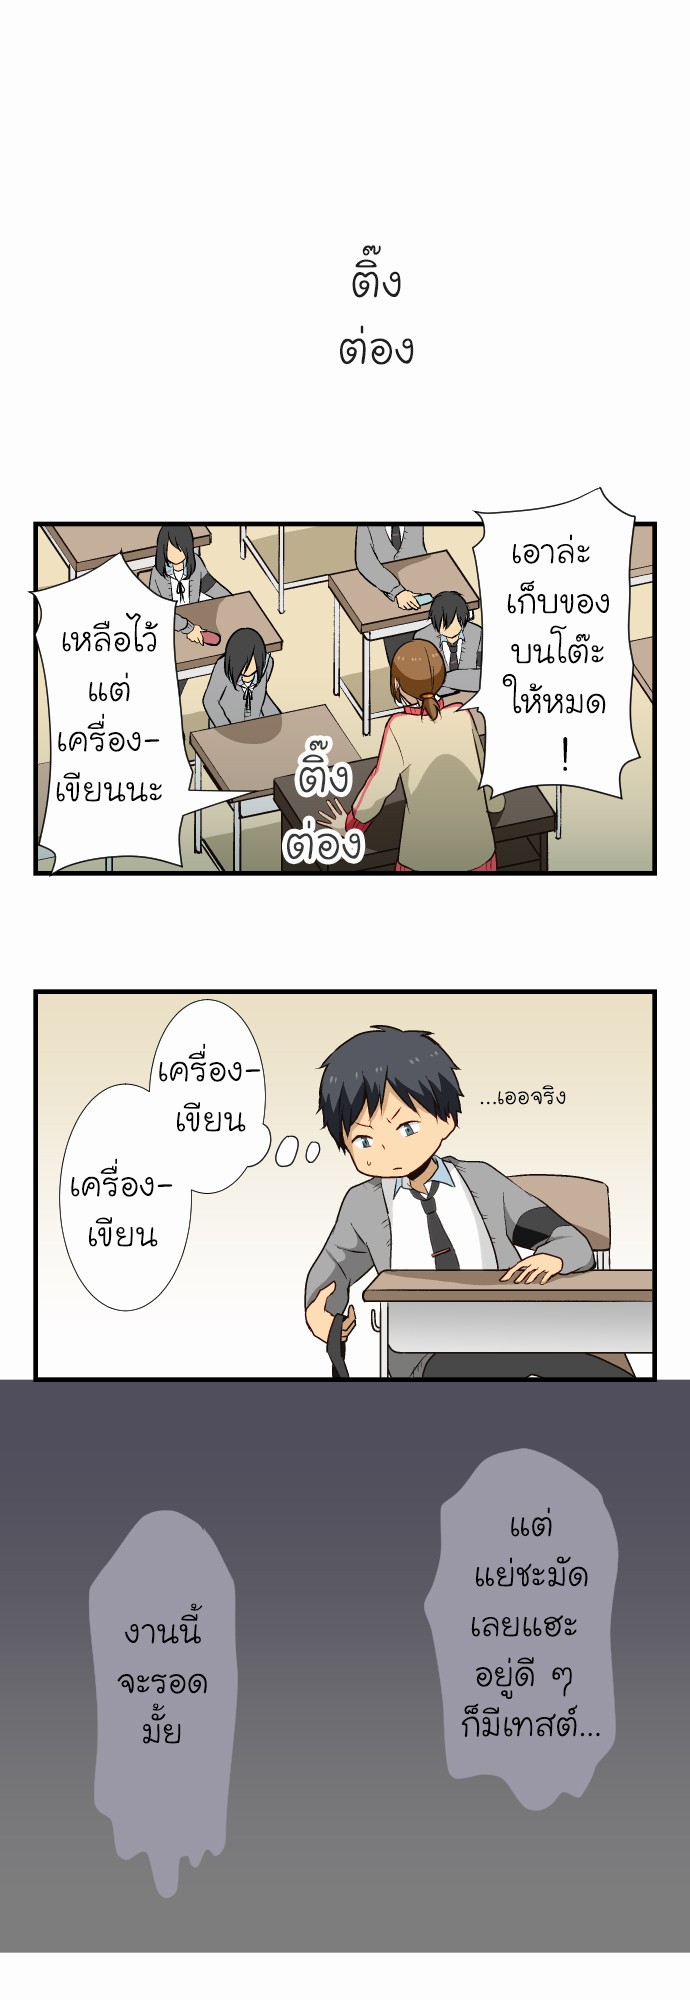 ติ๊ง
ต่อง
เอาล่ะ
เก็บของ
บนโต๊ะ
ให้หมด
!
เหลือไว้
แต่
เครื่อง-
เขียนนะ
ติ๊ง
ต่อง
...เออจริง
เครื่อง-
เขียน
เครื่อง-
เขียน
แต่
แย่ชะมัด
เลยแฮะ
อยู่ดี ๆ
ก็มีเทสต์...
งานนี้
จะรอด
มั้ย